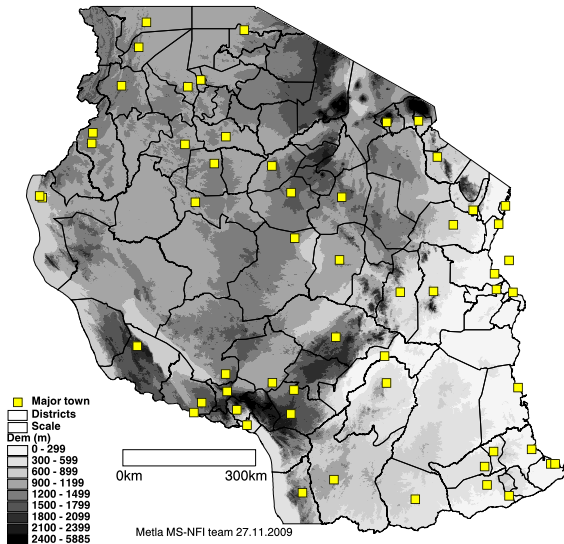 Major town
Districts
Scale
Dem (m)
0 - 299
300 - 599
600 - 899
900 - 1199
1200 - 1499
1500 - 1799
1800 - 2099
2100 - 2399
2400 - 5885
0km 300km
Metla MS-NFI team 27.11.2009